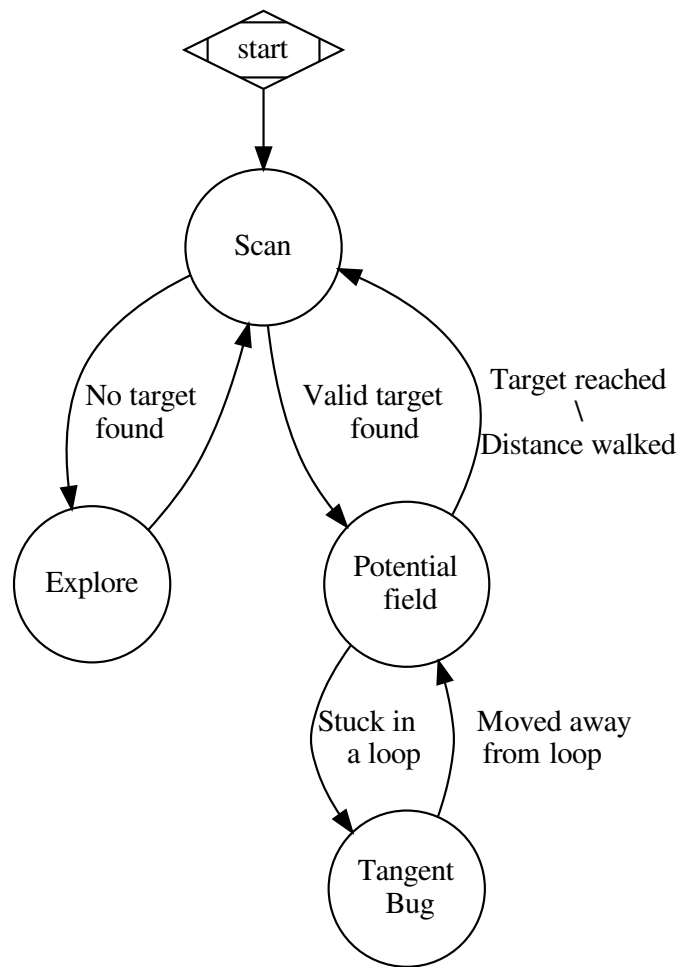 start
Scan
No target
found
Valid target
found
Target reached
\
Distance walked
Explore
Potential
field
Stuck in
a loop
Moved away
from loop
Tangent
Bug